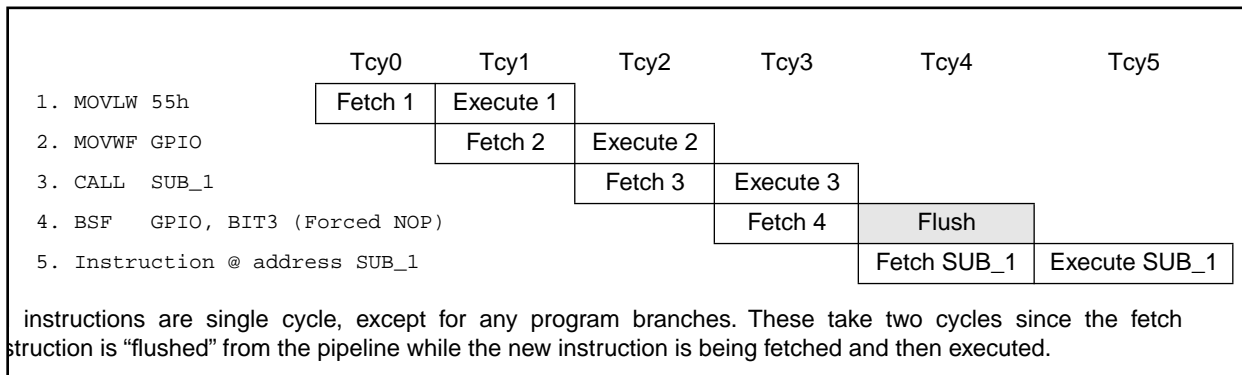 Tcy0 Tcy1 Tcy2 Tcy3 Tcy4 Tcy5
1. MOVLW 55h Fetch 1 Execute 1
2. MOVWF GPIO Fetch 2 Execute 2
3. CALL SUB_1 Fetch 3 Execute 3
4. BSF GPIO, BIT3 (Forced NOP) Fetch 4 Flush
5. Instruction @ address SUB_1 Fetch SUB_1 Execute SUB_1
instructions are single cycle, except for any program branches. These take two cycles since the fetch
struction is “flushed” from the pipeline while the new instruction is being fetched and then executed.